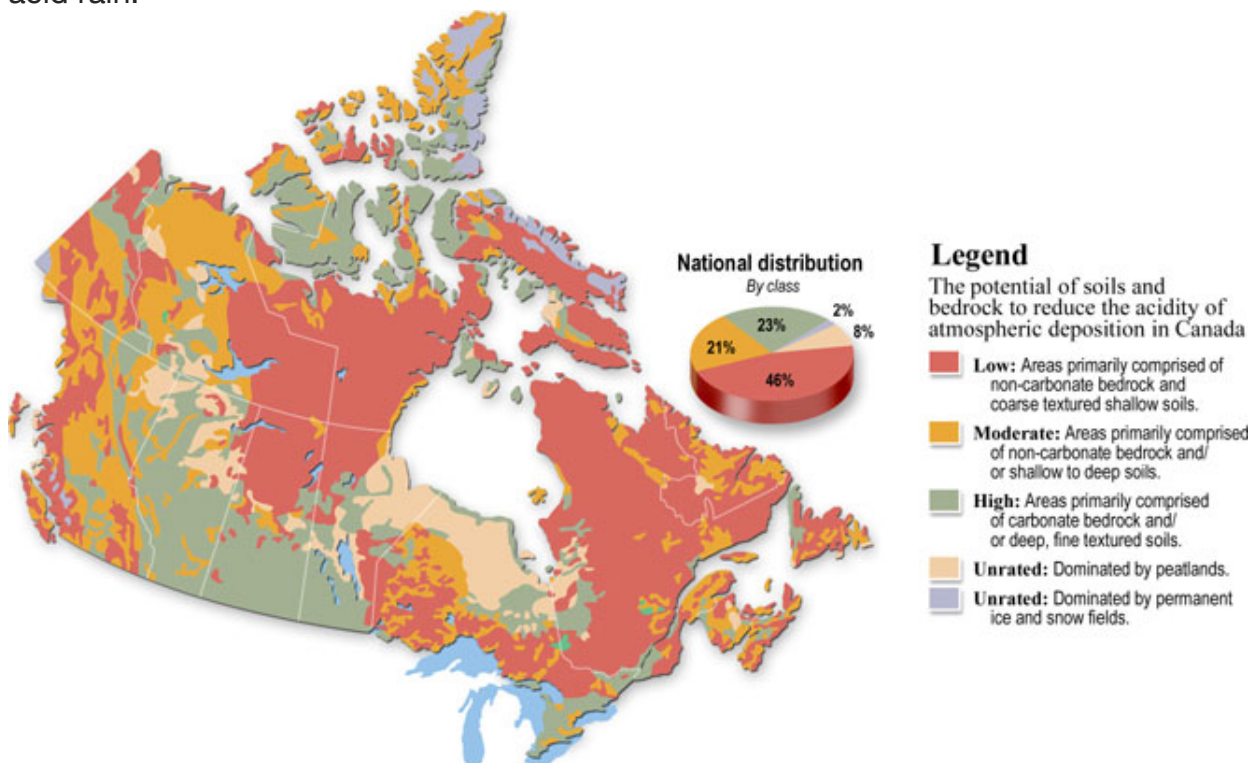 acid rain.
National distribution
By class
2%
23%
8%
21%
46%
Legend
The potential of soils and
bedrock to reduce the acidity of
atmospheric deposition in Canada
Low: Areas primarily comprised of
non-carbonate bedrock and
coarse textured shallow soils.
Moderate: Areas primarily comprised
of non-carbonate bedrock and/
or shallow to deep soils.
High: Areas primarily comprised
of carbonate bedrock and/
or deep, fine textured soils.
Unrated: Dominated by peatlands.
Unrated: Dominated by permanent
ice and snow fields.